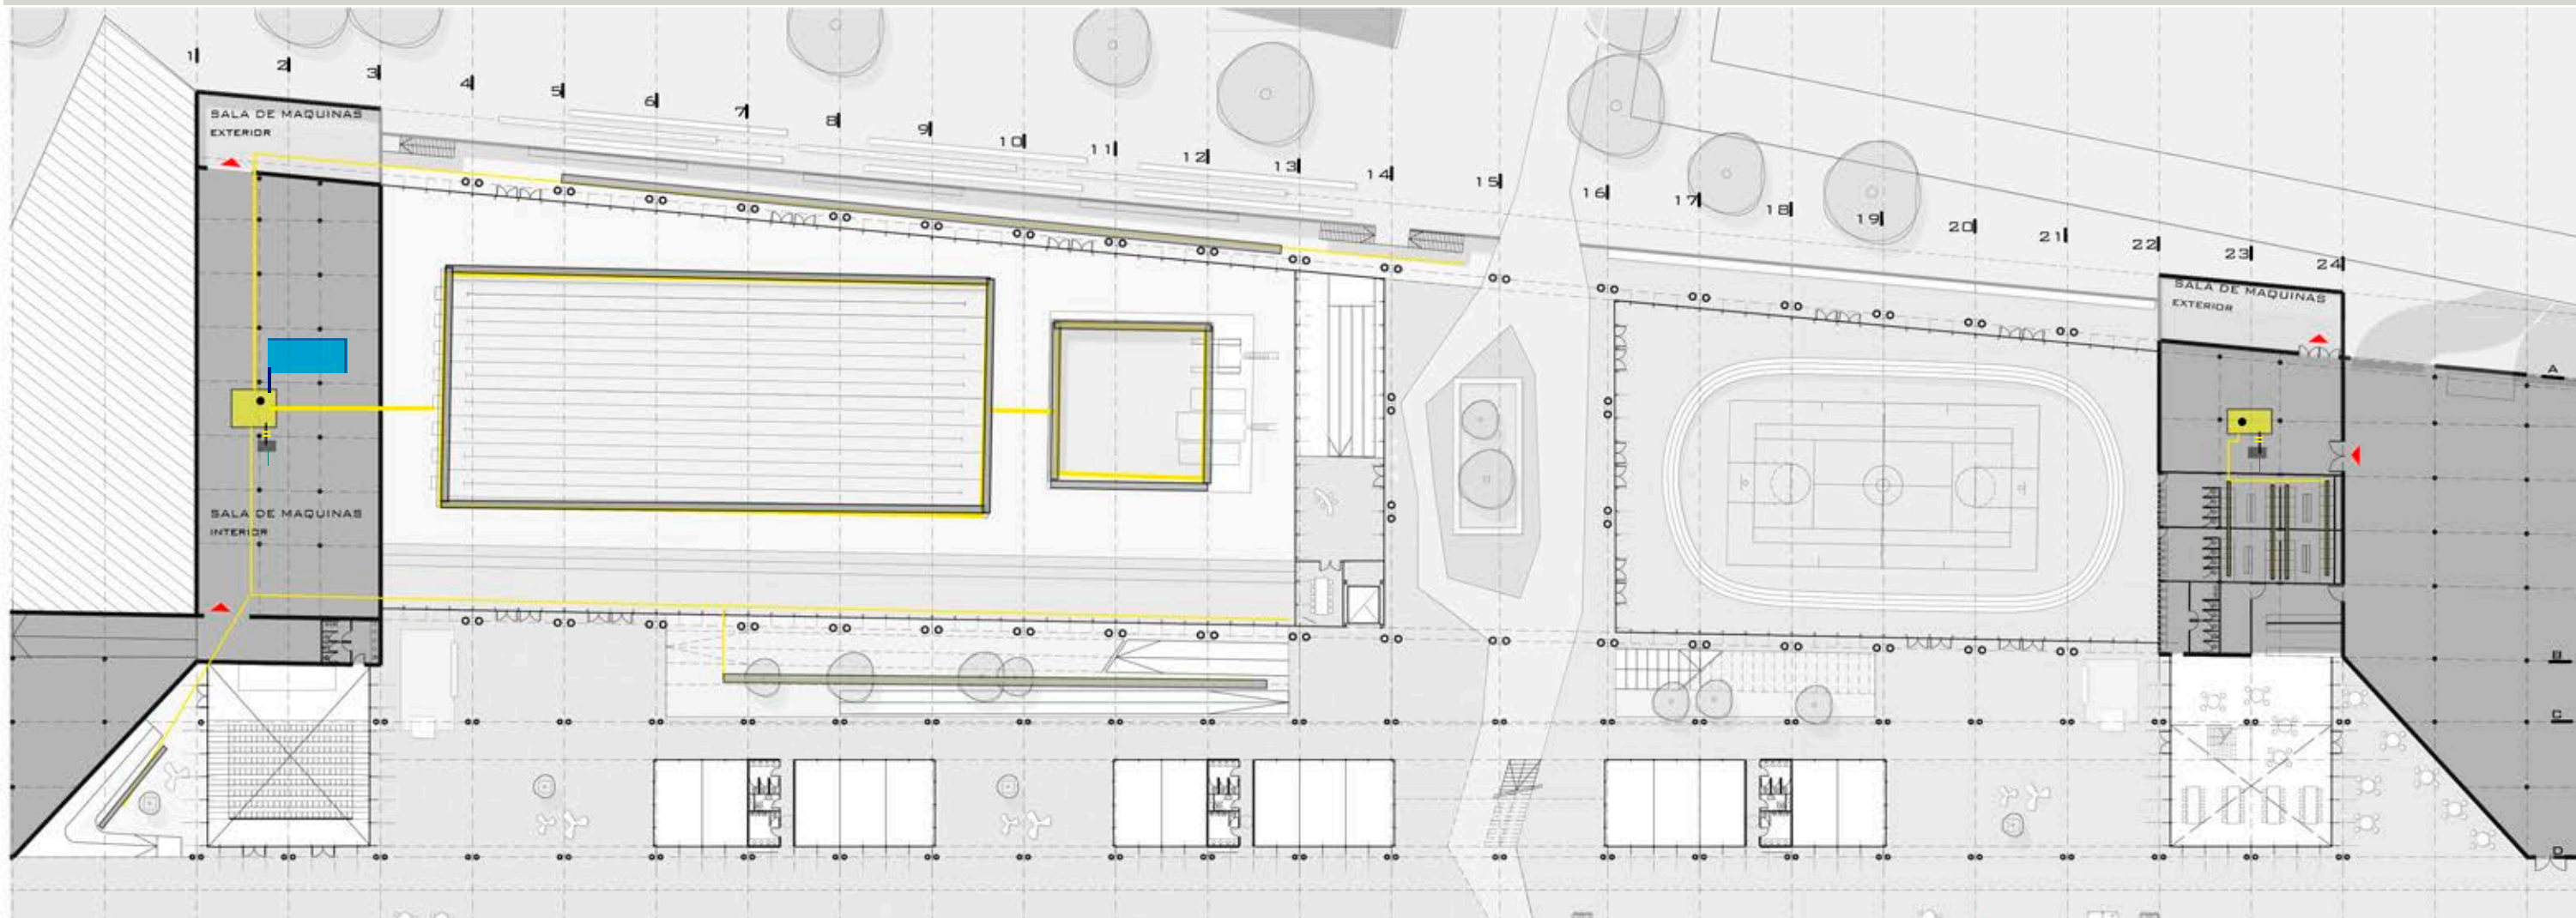 1
2
3
4
5
6
7
8
9
10
11
12
13
14
15
16
17
18
19
20
21
22
23
24
SALA DE MAQUINAS
EXTERIOR
SALA DE MAQUINAS
EXTERIOR
A
SALA DE MAQUINAS
INTERIOR
B
C
D